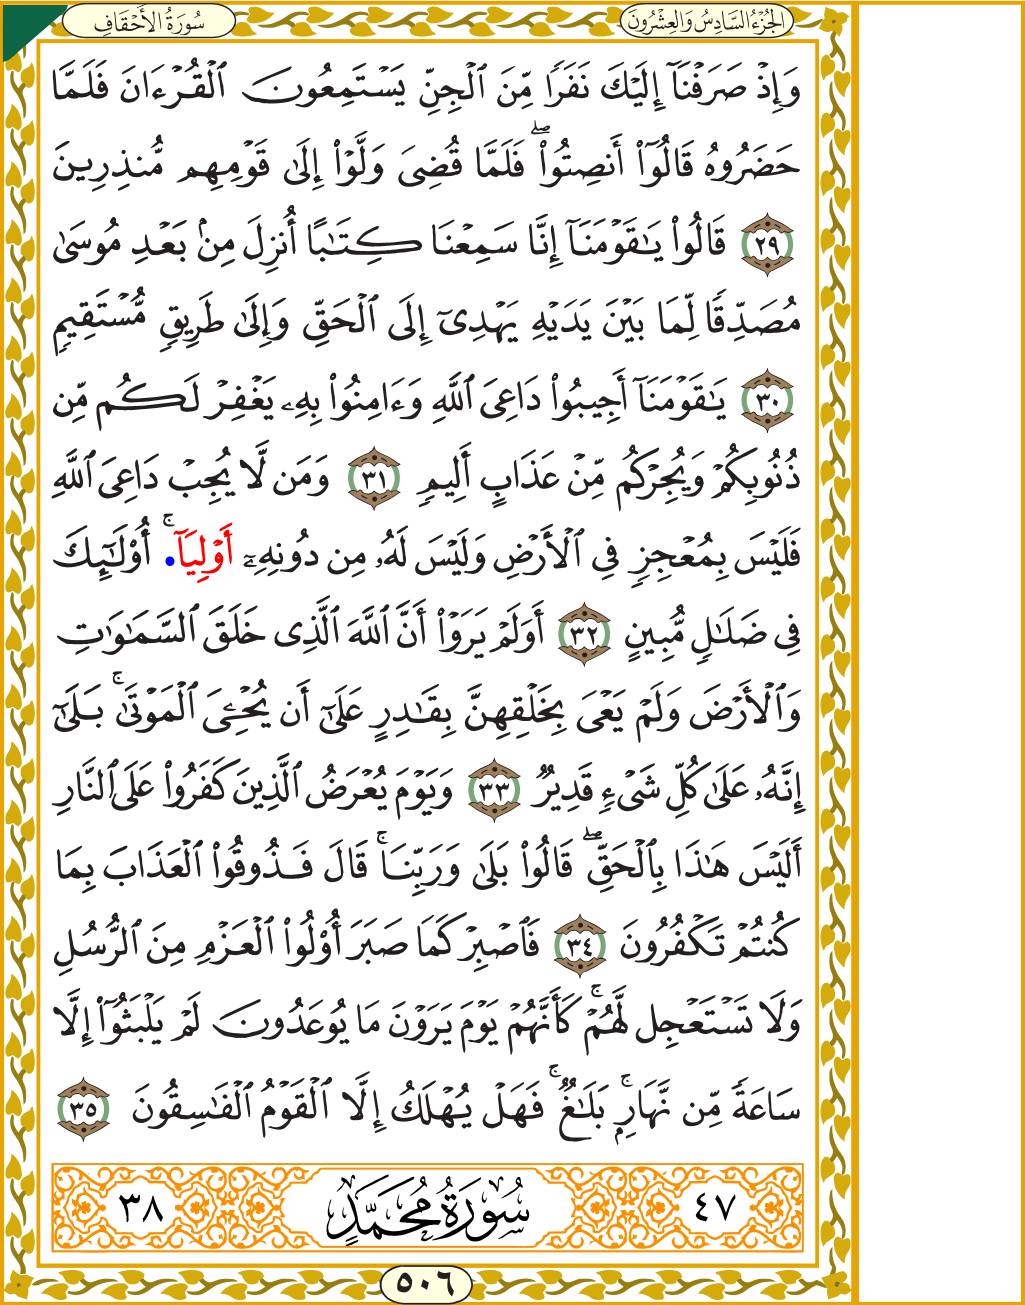 سُورَةُ الأَحْقَافِ
الجُزْءُ السَّادِسُ وَالعِشْرُونَ
وَإِذْ صَرَفْنَآ إِلَيْكَ نَفَرًا مِّنَ ٱلْجِنِّ يَسْتَمِعُونَ ٱلْقُرْءَانَ فَلَمَّا
حَضَرُوهُ قَالُوٓا۟ أَنصِتُوا۟ ۖ فَلَمَّا قُضِىَ وَلَّوْا۟ إِلَىٰ قَوْمِهِم مُّنذِرِينَ
٢٩ قَالُوا۟ يَـٰقَوْمَنَآ إِنَّا سَمِعْنَا كِتَـٰبًا أُنزِلَ مِنۢ بَعْدِ مُوسَىٰ
مُصَدِّقًا لِّمَا بَيْنَ يَدَيْهِ يَهْدِىٓ إِلَى ٱلْحَقِّ وَإِلَىٰ طَرِيقٍ مُّسْتَقِيمٍ
٣٠ يَـٰقَوْمَنَآ أَجِيبُوا۟ دَاعِىَ ٱللَّهِ وَءَامِنُوا۟ بِهِۦ يَغْفِرْ لَكُم مِّن
ذُنُوبِكُمْ وَيُجِرْكُم مِّنْ عَذَابٍ أَلِيمٍ ٣١ وَمَن لَّا يُجِبْ دَاعِىَ ٱللَّهِ
فَلَيْسَ بِمُعْجِزٍ فِى ٱلْأَرْضِ وَلَيْسَ لَهُۥ مِن دُونِهِۦٓ أَوْلِيَآ• ۚ أُو۟لَـٰٓئِكَ
فِى ضَلَـٰلٍ مُّبِينٍ ٣٢ أَوَلَمْ يَرَوْا۟ أَنَّ ٱللَّهَ ٱلَّذِى خَلَقَ ٱلسَّمَـٰوَٰتِ
وَٱلْأَرْضَ وَلَمْ يَعْىَ بِخَلْقِهِنَّ بِقَـٰدِرٍ عَلَىٰٓ أَن يُحْـِۧىَ ٱلْمَوْتَىٰ ۚ بَلَىٰٓ
إِنَّهُۥ عَلَىٰ كُلِّ شَىْءٍ قَدِيرٌ ٣٣ وَيَوْمَ يُعْرَضُ ٱلَّذِينَ كَفَرُوا۟ عَلَى ٱلنَّارِ
أَلَيْسَ هَـٰذَا بِٱلْحَقِّ ۖ قَالُوا۟ بَلَىٰ وَرَبِّنَا ۚ قَالَ فَذُوقُوا۟ ٱلْعَذَابَ بِمَا
كُنتُمْ تَكْفُرُونَ ٣٤ فَٱصْبِرْ كَمَا صَبَرَ أُو۟لُوا۟ ٱلْعَزْمِ مِنَ ٱلرُّسُلِ
وَلَا تَسْتَعْجِل لَّهُمْ ۚ كَأَنَّهُمْ يَوْمَ يَرَوْنَ مَا يُوعَدُونَ لَمْ يَلْبَثُوٓا۟ إِلَّا
سَاعَةً مِّن نَّهَارٍۭ ۚ بَلَـٰغٌ ۚ فَهَلْ يُهْلَكُ إِلَّا ٱلْقَوْمُ ٱلْفَـٰسِقُونَ ٣٥
٤٧ سُورَةُ مُحَمَّدٍ ٣٨
٥٠٦